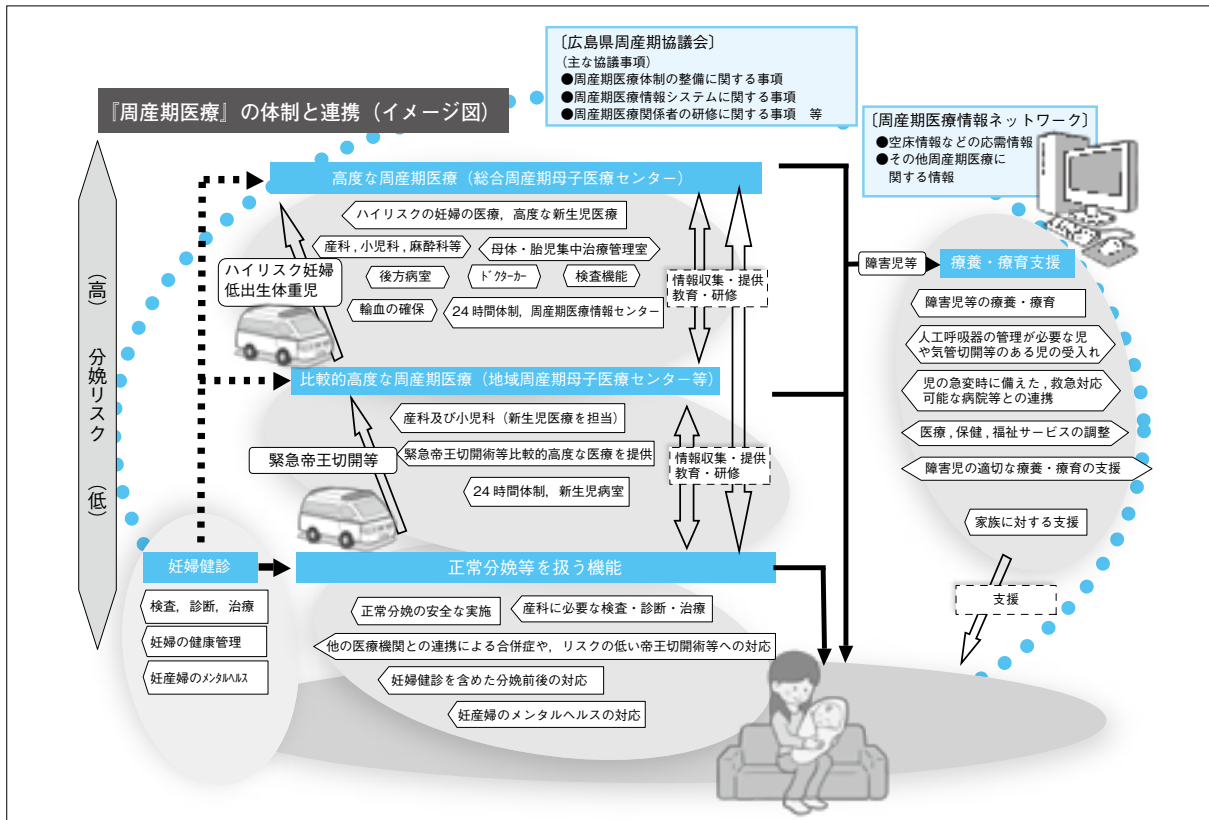 〔広島県周産期協議会〕
(主な協議事項)
●周産期医療体制の整備に関する事項
●周産期医療情報システムに関する事項
●周産期医療関係者の研修に関する事項 等
『周産期医療』の体制と連携（イメージ図）
〔周産期医療情報ネットワーク〕
●空床情報などの応需情報
●その他周産期医療に
関する情報
(高)
分娩リスク
(低)
高度な周産期医療（総合周産期母子医療センター）
ハイリスクの妊婦の医療，高度な新生児医療
産科，小児科，麻酔科等
母体・胎児集中治療管理室
後方病室
ﾄﾞｸﾀｰｶｰ
検査機能
輸血の確保
24時間体制，周産期医療情報センター
ハイリスク妊婦
低出生体重児
情報収集・提供
教育・研修
比較的高度な周産期医療（地域周産期母子医療センター等）
産科及び小児科（新生児医療を担当）
緊急帝王切開術等比較的高度な医療を提供
24時間体制，新生児病室
緊急帝王切開等
情報収集・提供
教育・研修
妊婦健診
検査，診断，治療
妊婦の健康管理
妊産婦のﾒﾝﾀﾙﾍﾙｽ
正常分娩等を扱う機能
正常分娩の安全な実施
産科に必要な検査・診断・治療
他の医療機関との連携による合併症や，リスクの低い帝王切開術等への対応
妊婦健診を含めた分娩前後の対応
妊産婦のメンタルヘルスの対応
障害児等
療養・療育支援
障害児等の療養・療育
人工呼吸器の管理が必要な児
や気管切開等のある児の受入れ
児の急変時に備えた，救急対応
可能な病院等との連携
医療，保健，福祉サービスの調整
障害児の適切な療養・療育の支援
家族に対する支援
支援